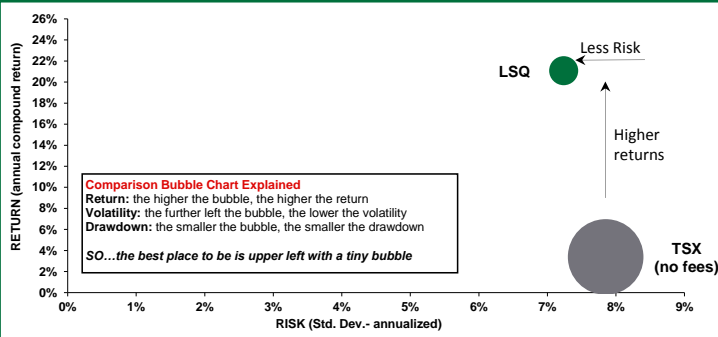 26%
24%
22%
20%
18%
16%
14%
12%
10%
8%
6%
4%
2%
0%
RETURN (annual compound return)
LSQ
Less Risk
Higher
returns
Comparison Bubble Chart Explained
Return: the higher the bubble, the higher the return
Volatility: the further left the bubble, the lower the volatility
Drawdown: the smaller the bubble, the smaller the drawdown
SO...the best place to be is upper left with a tiny bubble
TSX
(no fees)
0% 1% 2% 3% 4% 5% 6% 7% 8% 9%
RISK (Std. Dev.- annualized)